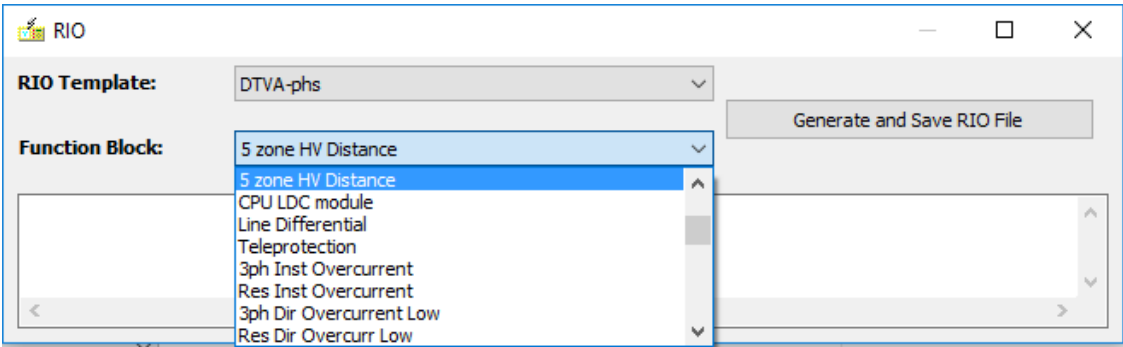 RIO
RIO Template:
DTVA-phs
Generate and Save RIO File
Function Block:
5 zone HV Distance
5 zone HV Distance
CPU LDC module
Line Differential
Teleprotection
3ph Inst Overcurrent
Res Inst Overcurrent
3ph Dir Overcurrent Low
Res Dir Overcurr Low